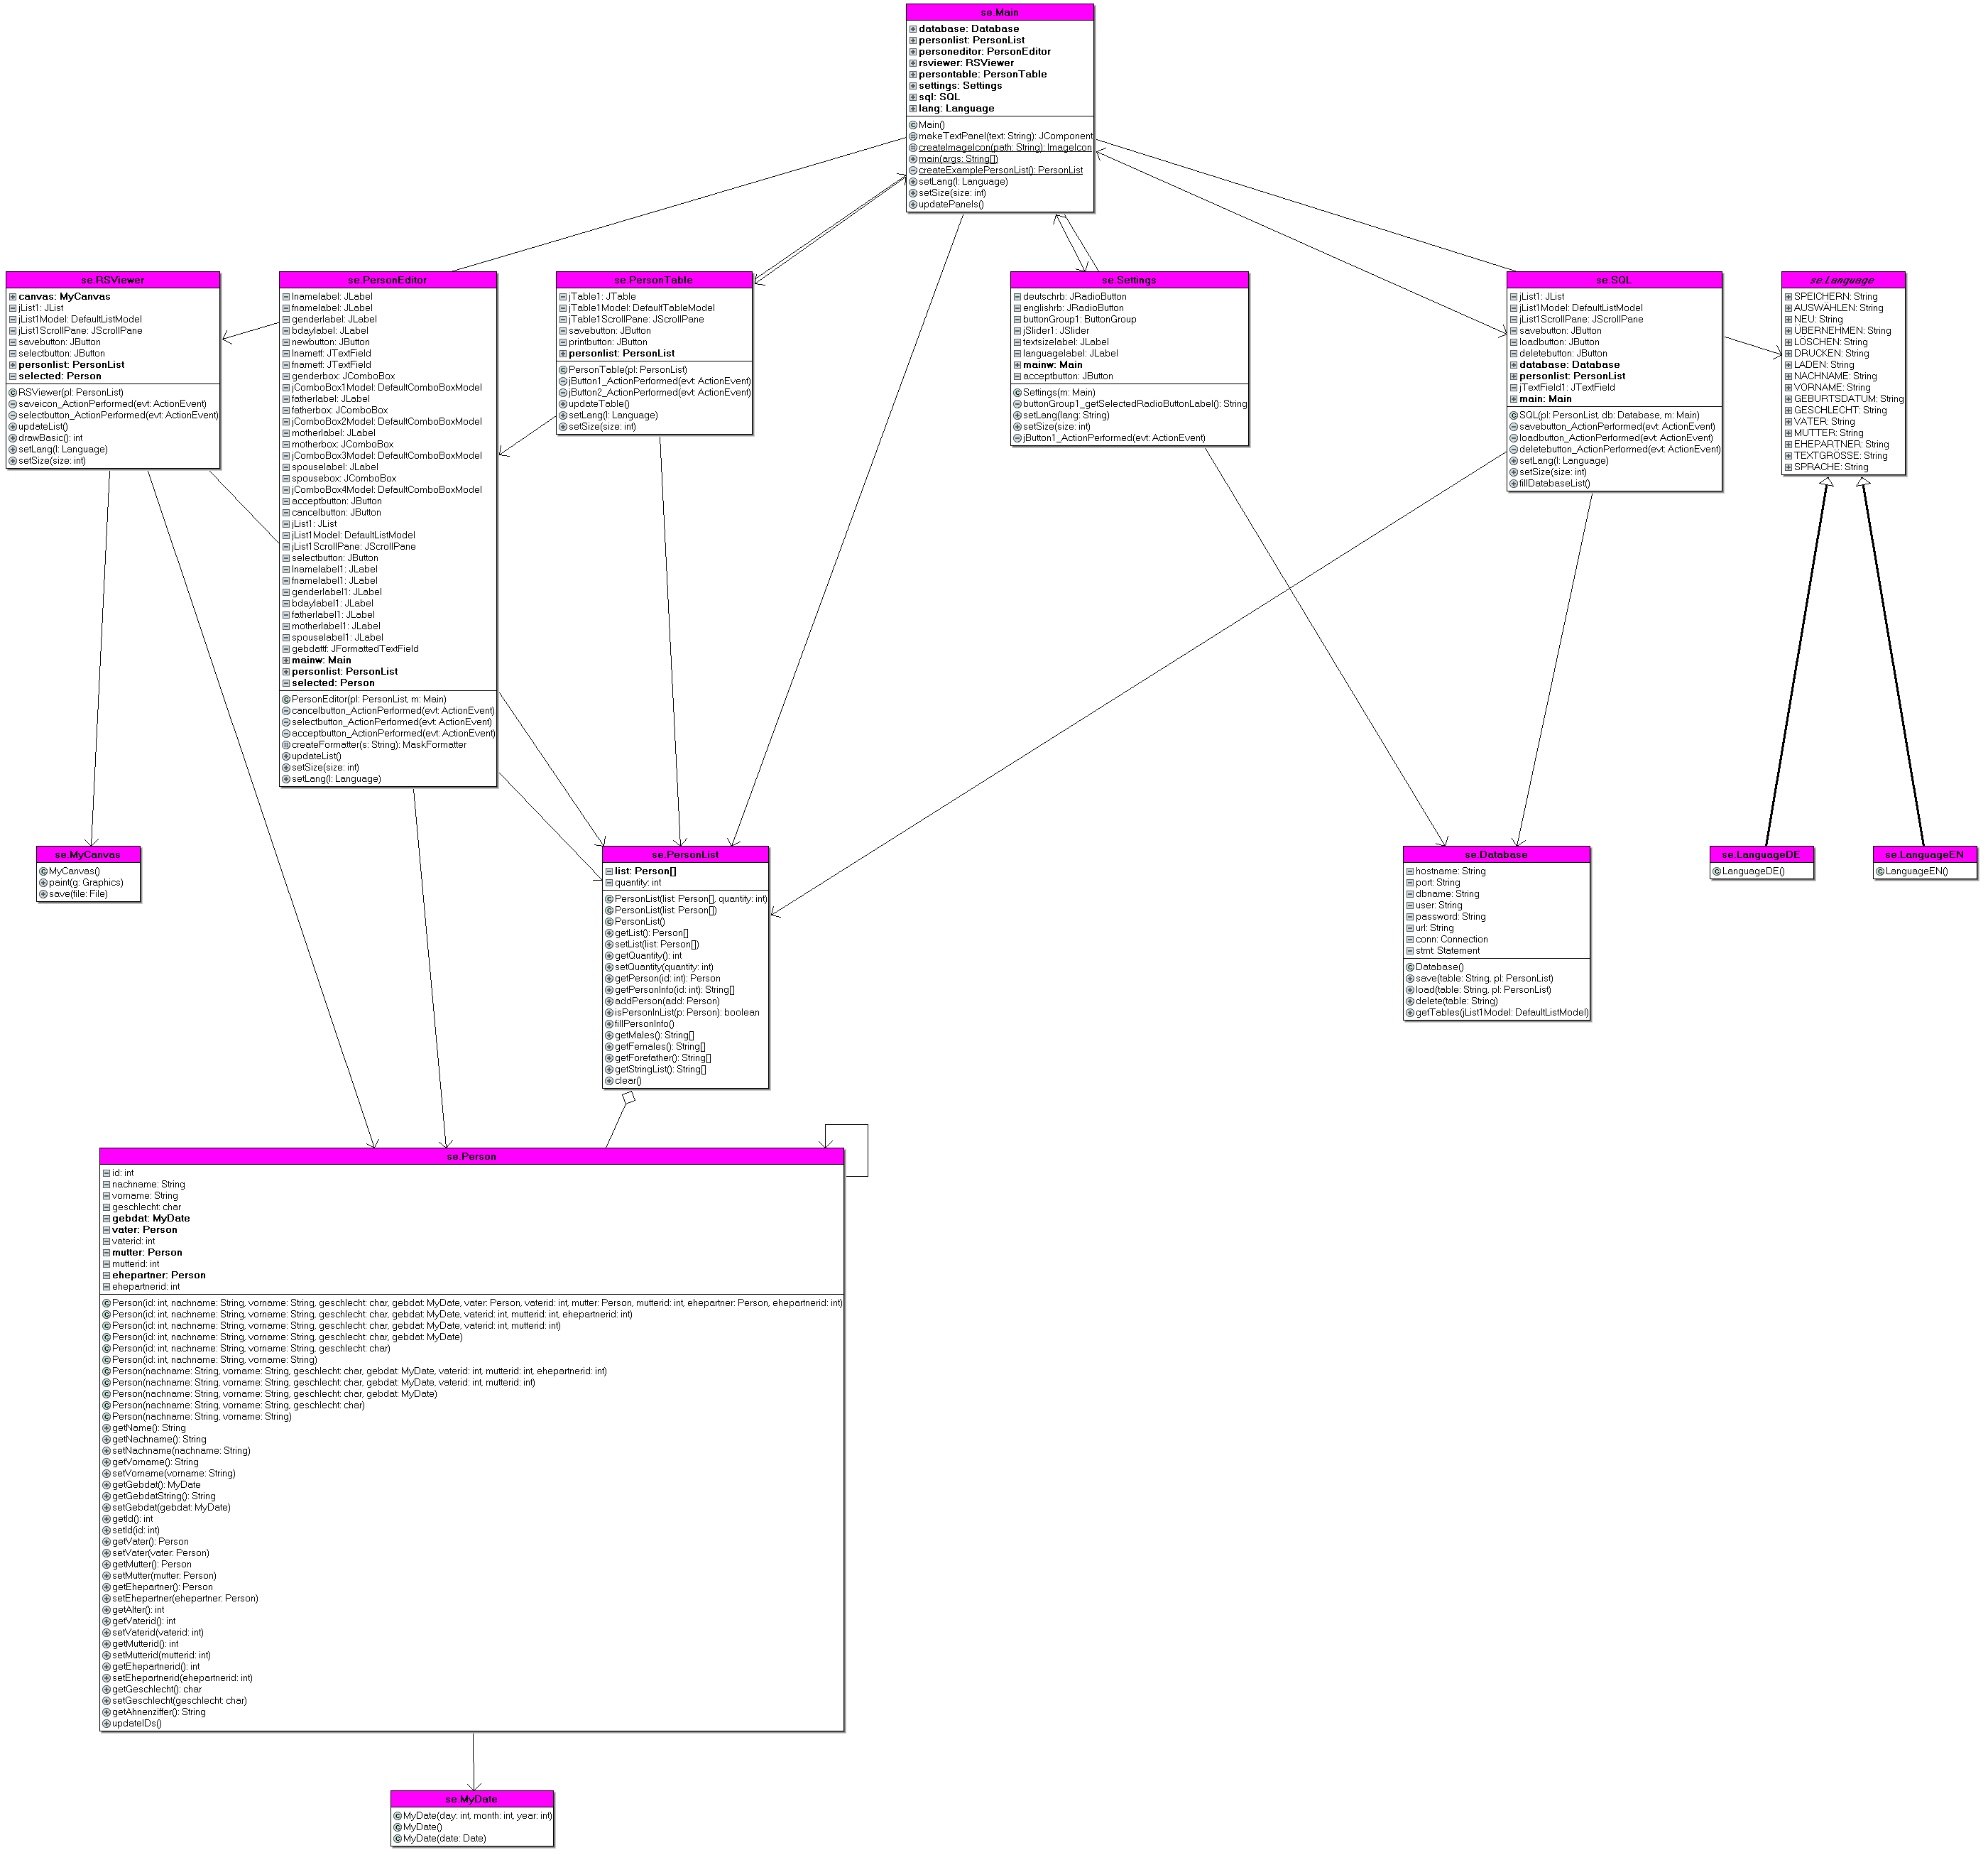 se.Main
database: Database
personlist: PersonList
personeditor: PersonEditor
rsviewer: RSViewer
persontable: PersonTable
settings: Settings
sql: SQL
lang: Language
Main()
makeTextPanel(text: String): JComponent
createImageIcon(path: String): ImageIcon
main(args: String[])
createExamplePersonList(): PersonList
setLang(l: Language)
setSize(size: int)
updatePanels()
se.RSViewer
canvas: MyCanvas
jList1: JList
jList1Model: DefaultListModel
jList1ScrollPane: JScrollPane
savebutton: JButton
selectbutton: JButton
personlist: PersonList
selected: Person
RSViewer(pl: PersonList)
saveicon_ActionPerformed(evt: ActionEvent)
selectbutton_ActionPerformed(evt: ActionEvent)
updateList()
drawBasic(): int
setLang(l: Language)
setSize(size: int)
se.PersonEditor
lnamelabel: JLabel
fnamelabel: JLabel
genderlabel: JLabel
bdaylabel: JLabel
newbutton: JButton
lnametf: JTextField
fnametf: JTextField
genderbox: JComboBox
jComboBox1Model: DefaultComboBoxModel
fatherlabel: JLabel
fatherbox: JComboBox
jComboBox2Model: DefaultComboBoxModel
motherlabel: JLabel
motherbox: JComboBox
jComboBox3Model: DefaultComboBoxModel
spouselabel: JLabel
spousebox: JComboBox
jComboBox4Model: DefaultComboBoxModel
acceptbutton: JButton
cancelbutton: JButton
jList1: JList
jList1Model: DefaultListModel
jList1ScrollPane: JScrollPane
selectbutton: JButton
lnamelabel1: JLabel
fnamelabel1: JLabel
genderlabel1: JLabel
bdaylabel1: JLabel
fatherlabel1: JLabel
motherlabel1: JLabel
spouselabel1: JLabel
gebdattf: JFormattedTextField
mainw: Main
personlist: PersonList
selected: Person
PersonEditor(pl: PersonList, m: Main)
cancelbutton_ActionPerformed(evt: ActionEvent)
selectbutton_ActionPerformed(evt: ActionEvent)
acceptbutton_ActionPerformed(evt: ActionEvent)
createFormatter(s: String): MaskFormatter
updateList()
setSize(size: int)
setLang(l: Language)
se.PersonTable
jTable1: JTable
jTable1Model: DefaultTableModel
jTable1ScrollPane: JScrollPane
savebutton: JButton
printbutton: JButton
personlist: PersonList
PersonTable(pl: PersonList)
jButton1_ActionPerformed(evt: ActionEvent)
jButton2_ActionPerformed(evt: ActionEvent)
updateTable()
setLang(l: Language)
setSize(size: int)
se.Settings
deutschrb: JRadioButton
englishrb: JRadioButton
buttonGroup1: ButtonGroup
jSlider1: JSlider
textsizelabel: JLabel
languagelabel: JLabel
mainw: Main
acceptbutton: JButton
Settings(m: Main)
buttonGroup1_getSelectedRadioButtonLabel(): String
setLang(lang: String)
setSize(size: int)
jButton1_ActionPerformed(evt: ActionEvent)
se.SQL
jList1: JList
jList1Model: DefaultListModel
jList1ScrollPane: JScrollPane
savebutton: JButton
loadbutton: JButton
deletebutton: JButton
database: Database
personlist: PersonList
jTextField1: JTextField
main: Main
SQL(pl: PersonList, db: Database, m: Main)
savebutton_ActionPerformed(evt: ActionEvent)
loadbutton_ActionPerformed(evt: ActionEvent)
deletebutton_ActionPerformed(evt: ActionEvent)
setLang(l: Language)
setSize(size: int)
fillDatabaseList()
se.Language
SPEICHERN: String
AUSWÄHLEN: String
NEU: String
ÜBERNEHMEN: String
LÖSCHEN: String
DRUCKEN: String
LADEN: String
NACHNAME: String
VORNAME: String
GEBURTSDATUM: String
GESCHLECHT: String
VATER: String
MUTTER: String
EHEPARTNER: String
TEXTGRÖSSE: String
SPRACHE: String
se.MyCanvas
MyCanvas()
paint(g: Graphics)
save(file: File)
se.PersonList
list: Person[]
quantity: int
PersonList(list: Person[], quantity: int)
PersonList(list: Person[])
PersonList()
getList(): Person[]
setList(list: Person[])
getQuantity(): int
setQuantity(quantity: int)
getPerson(id: int): Person
getPersonInfo(id: int): String[]
addPerson(add: Person)
isPersonInList(p: Person): boolean
fillPersonInfo()
getMales(): String[]
getFemales(): String[]
getForefather(): String[]
getStringList(): String[]
clear()
se.Database
hostname: String
port: String
dbname: String
user: String
password: String
url: String
conn: Connection
stmt: Statement
Database()
save(table: String, pl: PersonList)
load(table: String, pl: PersonList)
delete(table: String)
getTables(jList1Model: DefaultListModel)
se.LanguageDE
LanguageDE()
se.LanguageEN
LanguageEN()
se.Person
id: int
nachname: String
vorname: String
geschlecht: char
gebdat: MyDate
vater: Person
vaterid: int
mutter: Person
mutterid: int
ehepartner: Person
ehepartnerid: int
Person(id: int, nachname: String, vorname: String, geschlecht: char, gebdat: MyDate, vater: Person, vaterid: int, mutter: Person, mutterid: int, ehepartner: Person, ehepartnerid: int)
Person(id: int, nachname: String, vorname: String, geschlecht: char, gebdat: MyDate, vaterid: int, mutterid: int, ehepartnerid: int)
Person(id: int, nachname: String, vorname: String, geschlecht: char, gebdat: MyDate, vaterid: int, mutterid: int)
Person(id: int, nachname: String, vorname: String, geschlecht: char, gebdat: MyDate)
Person(id: int, nachname: String, vorname: String, geschlecht: char)
Person(id: int, nachname: String, vorname: String)
Person(nachname: String, vorname: String, geschlecht: char, gebdat: MyDate, vaterid: int, mutterid: int, ehepartnerid: int)
Person(nachname: String, vorname: String, geschlecht: char, gebdat: MyDate, vaterid: int, mutterid: int)
Person(nachname: String, vorname: String, geschlecht: char, gebdat: MyDate)
Person(nachname: String, vorname: String, geschlecht: char)
Person(nachname: String, vorname: String)
getName(): String
getNachname(): String
setNachname(nachname: String)
getVorname(): String
setVorname(vorname: String)
getGebdat(): MyDate
getGebdatString(): String
setGebdat(gebdat: MyDate)
getId(): int
setId(id: int)
getVater(): Person
setVater(vater: Person)
getMutter(): Person
setMutter(mutter: Person)
getEhepartner(): Person
setEhepartner(ehepartner: Person)
getAlter(): int
getVaterid(): int
setVaterid(vaterid: int)
getMutterid(): int
setMutterid(mutterid: int)
getEhepartnerid(): int
setEhepartnerid(ehepartnerid: int)
getGeschlecht(): char
setGeschlecht(geschlecht: char)
getAhnenziffer(): String
updateIDs()
se.MyDate
MyDate(day: int, month: int, year: int)
MyDate()
MyDate(date: Date)